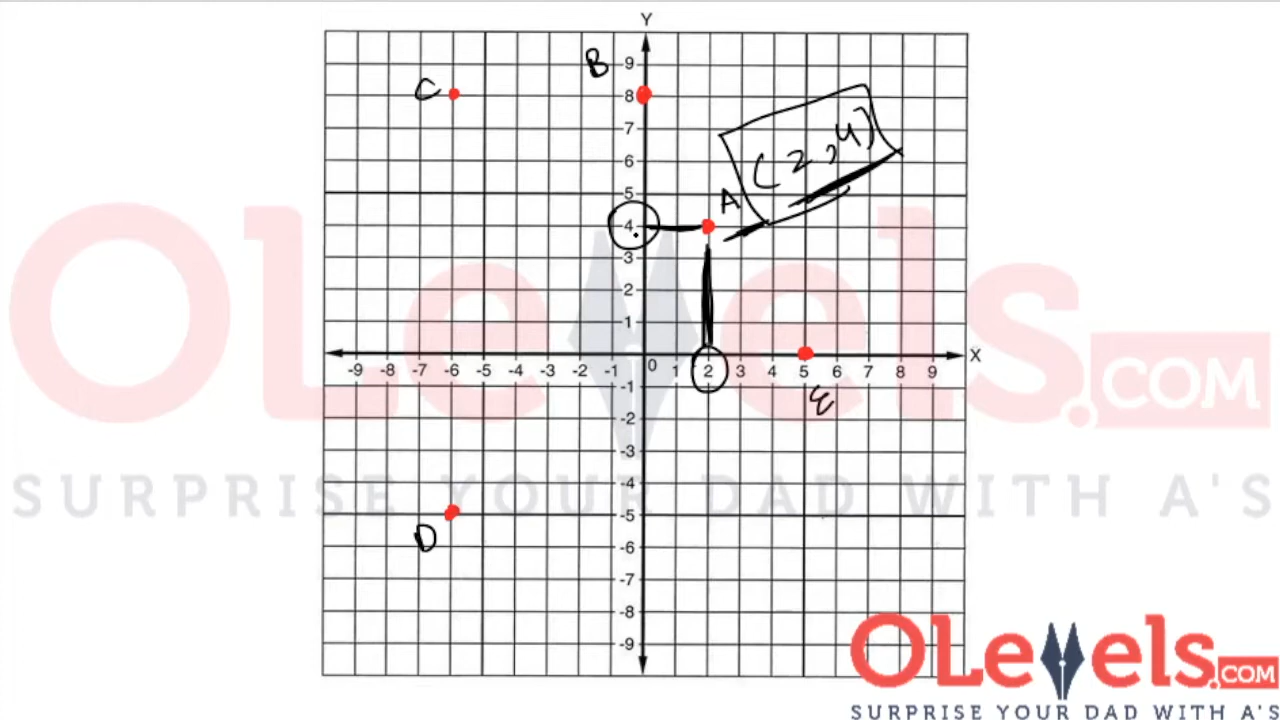 Y
9
B
8
C
7
(2,4)
6
5
A
4
3
2
1
X
-9 -8 -7 -6 -5 -4 -3 -2 -1 0 1 2 3 4 5 6 7 8 9
-1
E
-2
-3
-4
-5
D
-6
-7
-8
-9
OLevels.COM
SURPRISE YOUR DAD WITH A'S
OLevels.COM
SURPRISE YOUR DAD WITH A'S